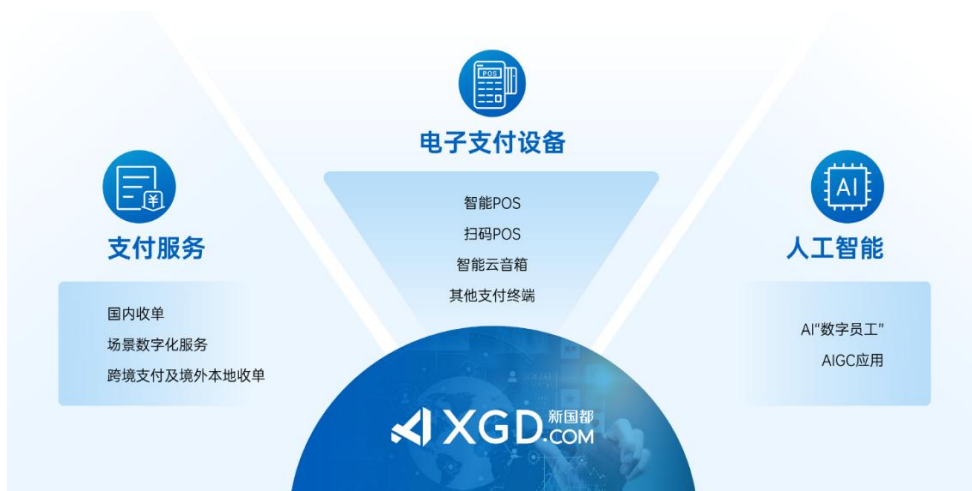 POS
电子支付设备
智能POS
扫码POS
智能云音箱
其他支付终端
¥
支付服务
国内收单
场景数字化服务
跨境支付及境外本地收单
AI
人工智能
AI“数字员工”
AIGC应用
XGD新国都
.COM